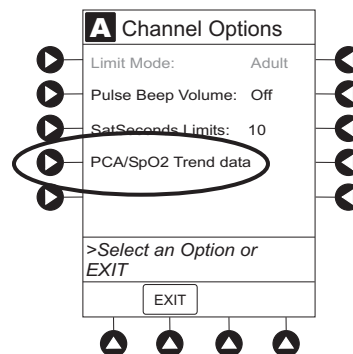 A Channel Options
Limit Mode: Adult
Pulse Beep Volume: Off
SatSeconds Limits: 10
PCA/SpO2 Trend data
>Select an Option or
EXIT
EXIT